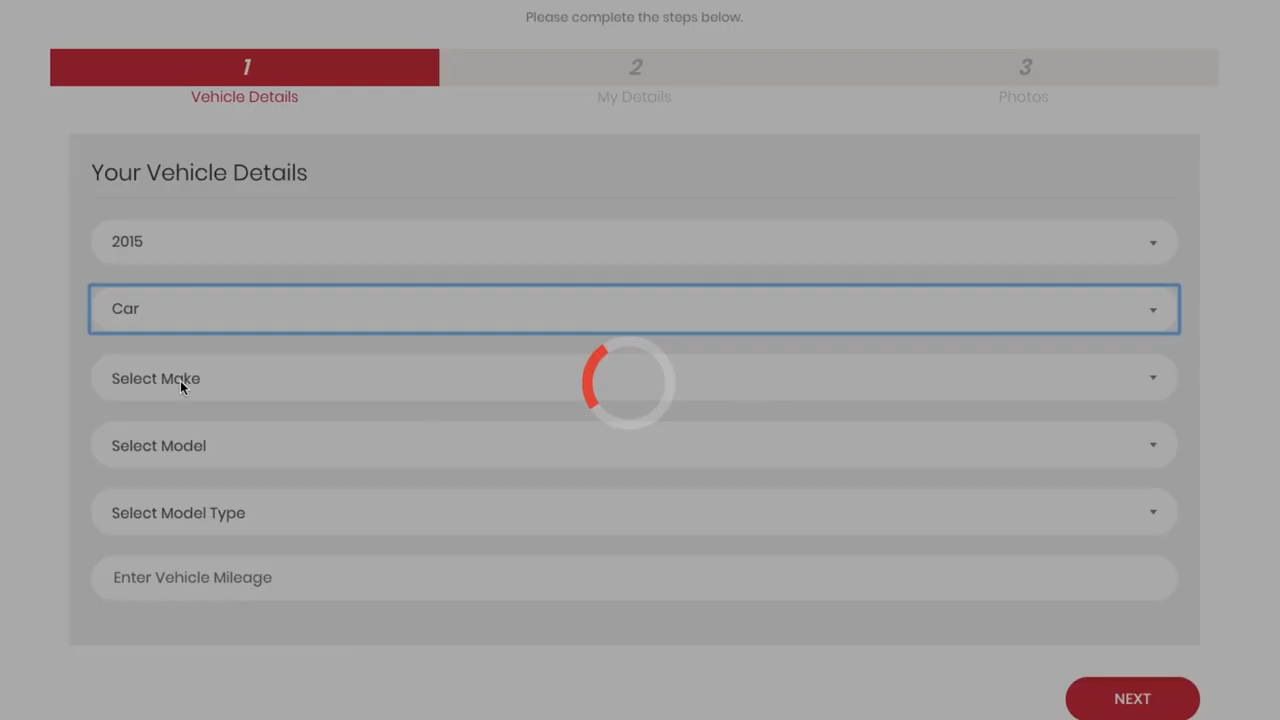 Please complete the steps below.
1
2
3
Vehicle Details
My Details
Photos
Your Vehicle Details
2015
Car
Select Make
Select Model
Select Model Type
Enter Vehicle Mileage
NEXT